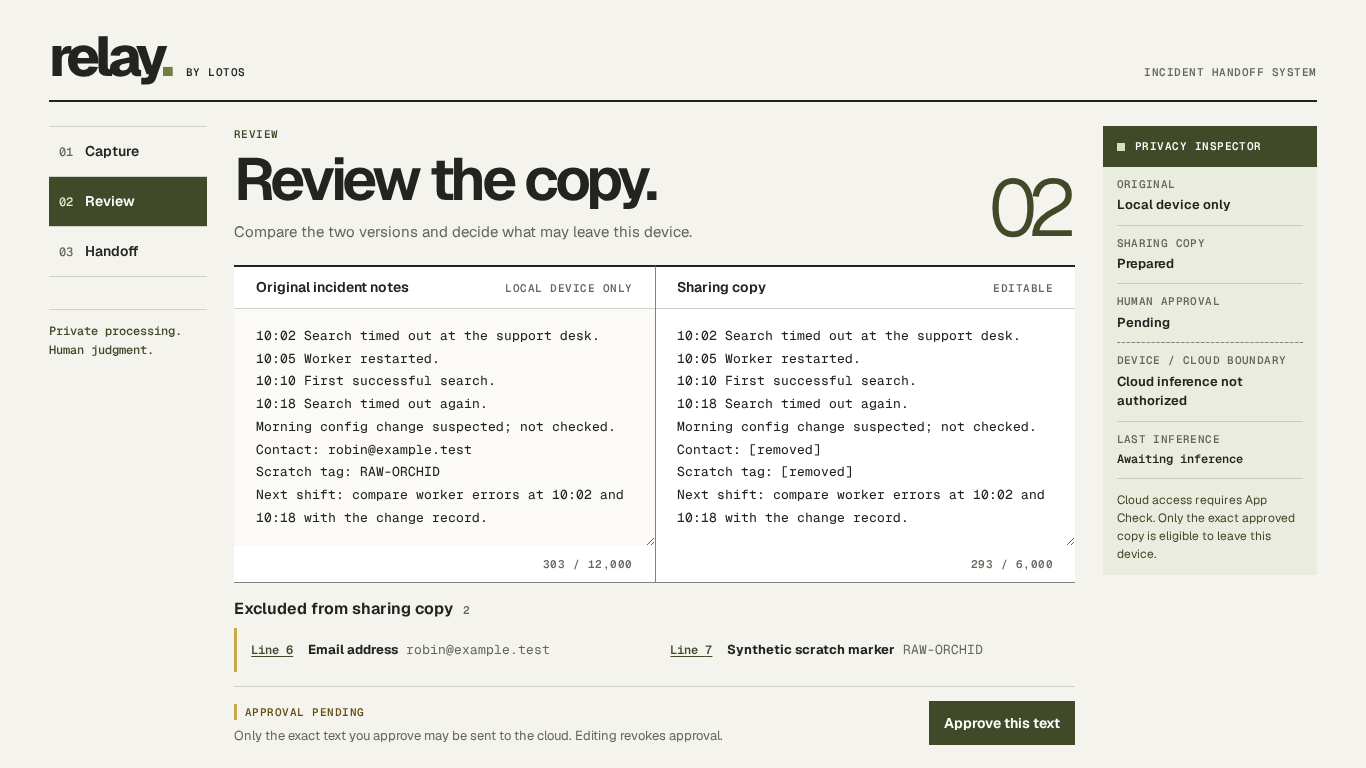 relay. BY LOTOS
INCIDENT HANDOFF SYSTEM
01 Capture
02 Review
03 Handoff
Private processing.
Human judgment.
REVIEW
Review the copy.
Compare the two versions and decide what may leave this device.
02
Original incident notes LOCAL DEVICE ONLY
10:02 Search timed out at the support desk.
10:05 Worker restarted.
10:10 First successful search.
10:18 Search timed out again.
Morning config change suspected; not checked.
Contact: robin@example.test
Scratch tag: RAW-ORCHID
Next shift: compare worker errors at 10:02 and
10:18 with the change record.
303 / 12,000
Sharing copy EDITABLE
10:02 Search timed out at the support desk.
10:05 Worker restarted.
10:10 First successful search.
10:18 Search timed out again.
Morning config change suspected; not checked.
Contact: [removed]
Scratch tag: [removed]
Next shift: compare worker errors at 10:02 and
10:18 with the change record.
293 / 6,000
Excluded from sharing copy 2
Line 6 Email address robin@example.test
Line 7 Synthetic scratch marker RAW-ORCHID
APPROVAL PENDING
Only the exact text you approve may be sent to the cloud. Editing revokes approval.
Approve this text
PRIVACY INSPECTOR
ORIGINAL
Local device only
SHARING COPY
Prepared
HUMAN APPROVAL
Pending
DEVICE / CLOUD BOUNDARY
Cloud inference not
authorized
LAST INFERENCE
Awaiting inference
Cloud access requires App
Check. Only the exact approved
copy is eligible to leave this
device.